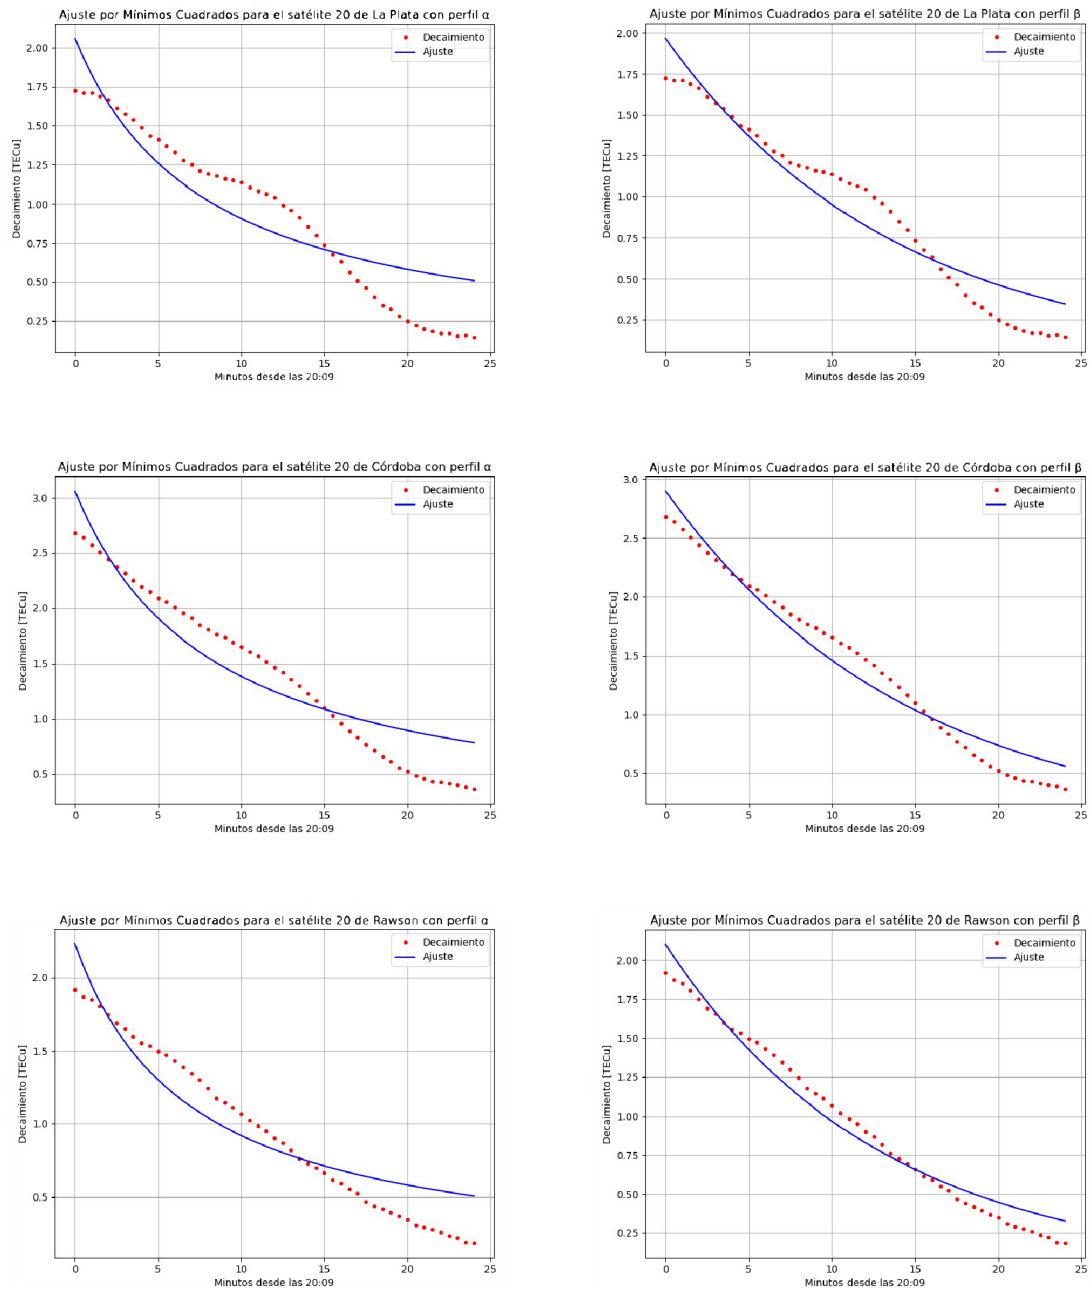 Ajuste por Mínimos Cuadrados para el satélite 20 de La Plata con perfil α
Decaimiento
Ajuste
Decaimiento [TECu]
2.00
1.75
1.50
1.25
1.00
0.75
0.50
0.25
0 5 10 15 20 25
Minutos desde las 20:09
Ajuste por Mínimos Cuadrados para el satélite 20 de La Plata con perfil β
Decaimiento
Ajuste
Decaimiento [TECu]
2.00
1.75
1.50
1.25
1.00
0.75
0.50
0.25
0 5 10 15 20 25
Minutos desde las 20:09
Ajuste por Mínimos Cuadrados para el satélite 20 de Córdoba con perfil α
Decaimiento
Ajuste
Decaimiento [TECu]
3.0
2.5
2.0
1.5
1.0
0.5
0 5 10 15 20 25
Minutos desde las 20:09
Ajuste por Mínimos Cuadrados para el satélite 20 de Córdoba con perfil β
Decaimiento
Ajuste
Decaimiento [TECu]
3.0
2.5
2.0
1.5
1.0
0.5
0 5 10 15 20 25
Minutos desde las 20:09
Ajuste por Mínimos Cuadrados para el satélite 20 de Rawson con perfil α
Decaimiento
Ajuste
Decaimiento [TECu]
2.0
1.5
1.0
0.5
0 5 10 15 20 25
Minutos desde las 20:09
Ajuste por Mínimos Cuadrados para el satélite 20 de Rawson con perfil β
Decaimiento
Ajuste
Decaimiento [TECu]
2.00
1.75
1.50
1.25
1.00
0.75
0.50
0.25
0 5 10 15 20 25
Minutos desde las 20:09